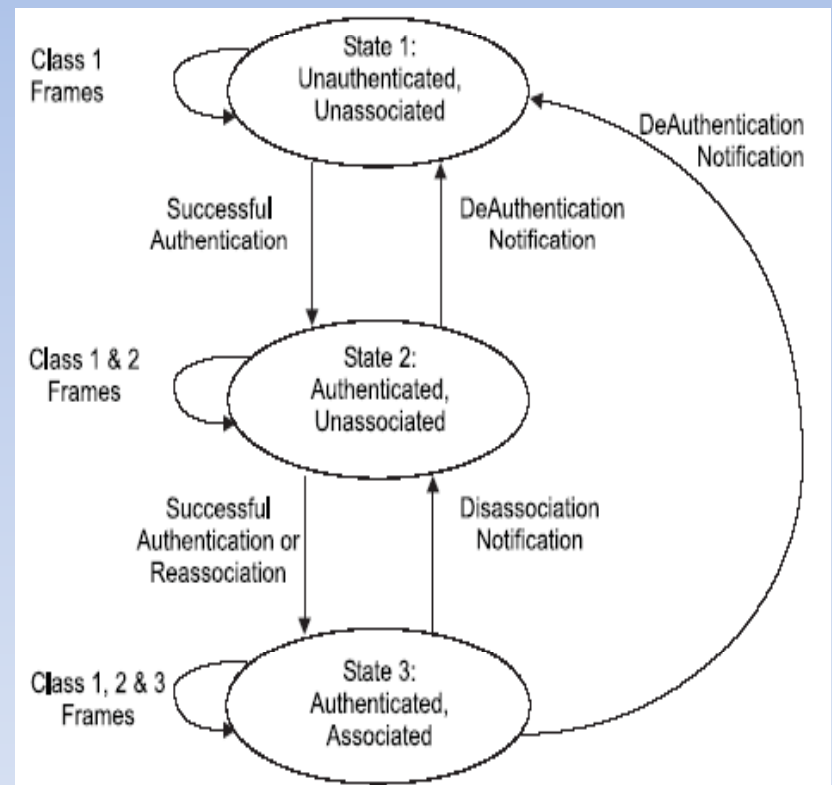 State 1:
Unauthenticated,
Unassociated
Class 1
Frames
DeAuthentication
Notification
Successful
Authentication
DeAuthentication
Notification
State 2:
Authenticated,
Unassociated
Class 1 & 2
Frames
Successful
Authentication or
Reassociation
Disassociation
Notification
State 3:
Authenticated,
Associated
Class 1, 2 & 3
Frames